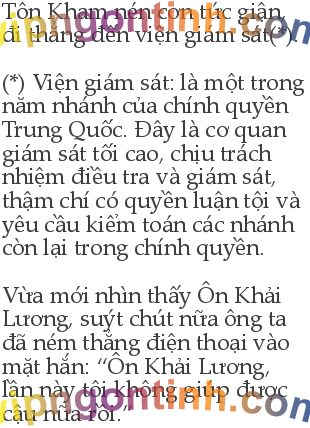 Tôn Kham nén cơn tức giận,
đi thẳng đến viện giám sát(*).
(*) Viện giám sát: là một trong
năm nhánh của chính quyền
Trung Quốc. Đây là cơ quan
giám sát tối cao, chịu trách
nhiệm điều tra và giám sát,
thậm chí có quyền luận tội và
yêu cầu kiểm toán các nhánh
còn lại trong chính quyền.
Vừa mới nhìn thấy Ôn Khải
Lương, suýt chút nữa ông ta
đã ném thẳng điện thoại vào
mặt hắn: “Ôn Khải Lương,
lần này tôi không giúp được
cậu nữa rồi.”